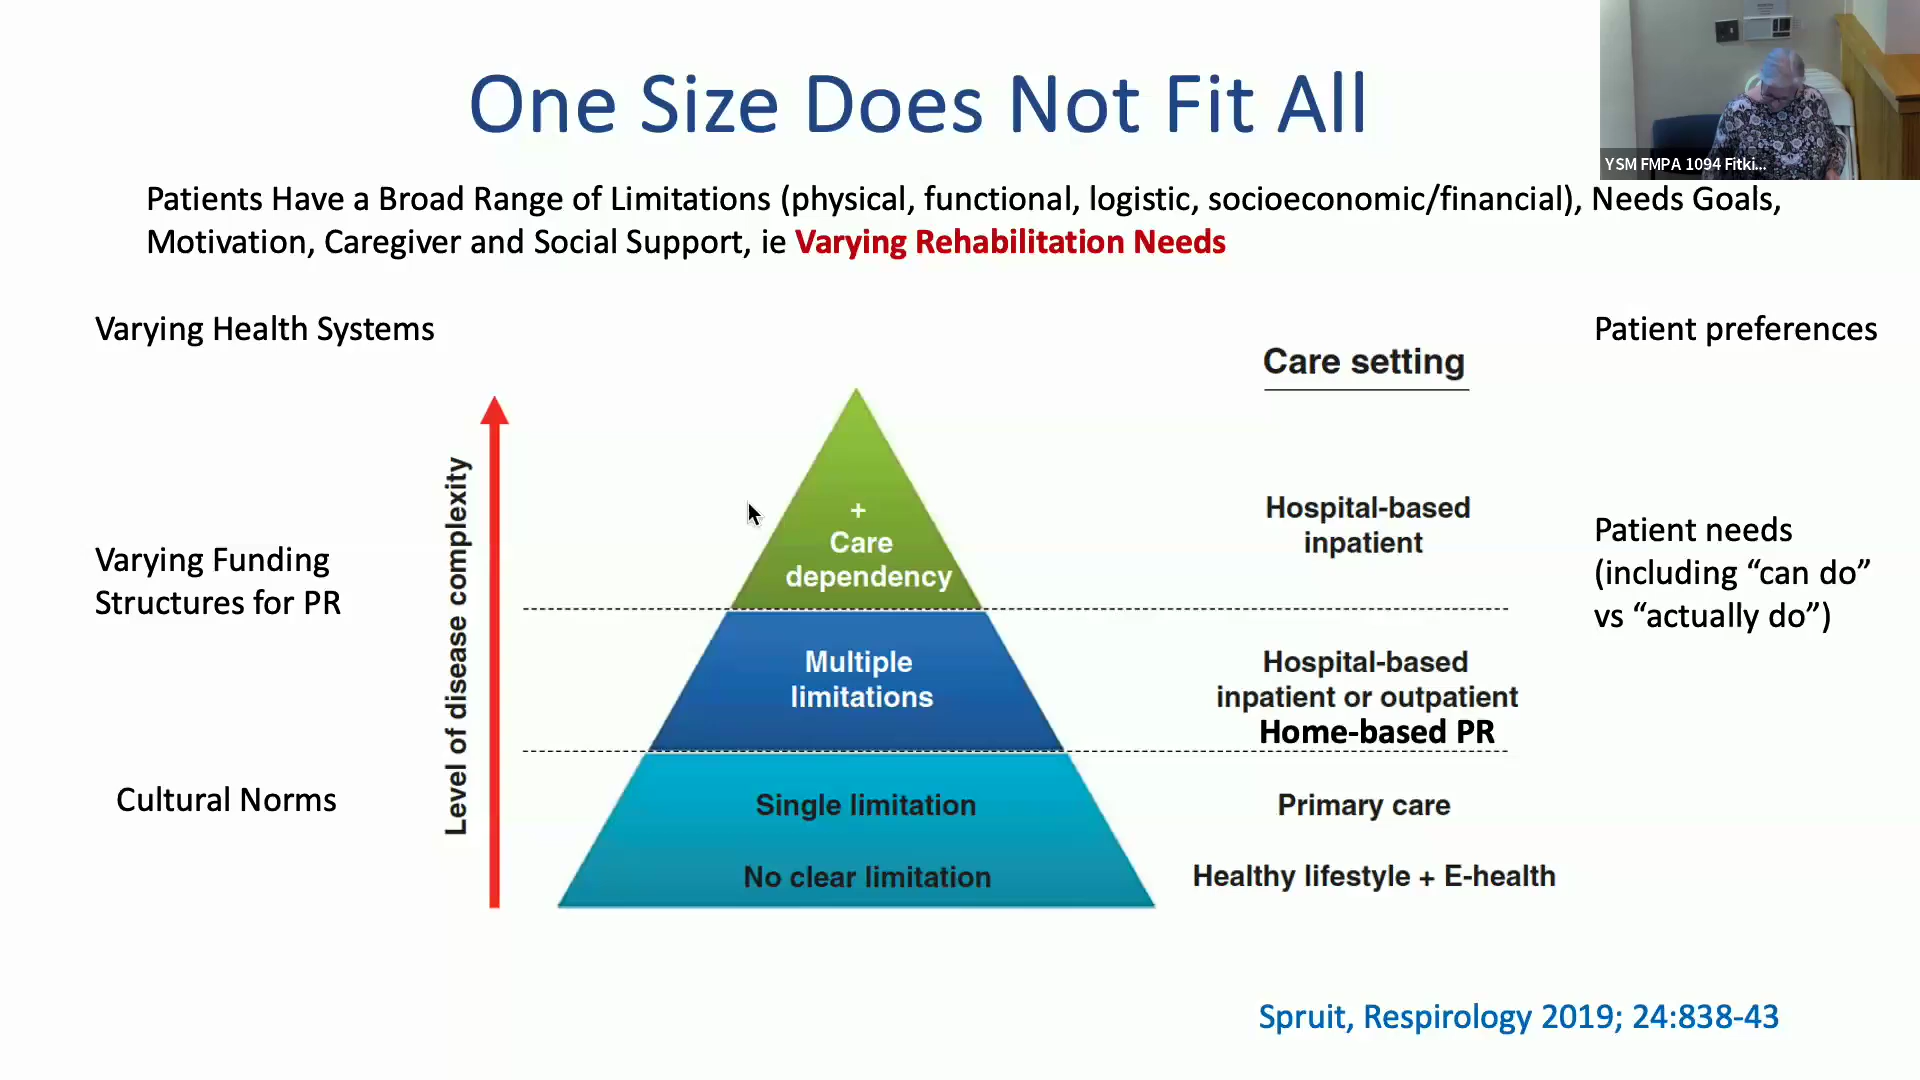 One Size Does Not Fit All
YSM FMPA 1094 Fitki...
Patients Have a Broad Range of Limitations (physical, functional, logistic, socioeconomic/financial), Needs Goals,
Motivation, Caregiver and Social Support, ie Varying Rehabilitation Needs
Varying Health Systems
Patient preferences
Care setting
Level of disease complexity
+
Care
dependency
Hospital-based
inpatient
Varying Funding
Structures for PR
Patient needs
(including “can do”
vs “actually do”)
Multiple
limitations
Hospital-based
inpatient or outpatient
Home-based PR
Cultural Norms
Single limitation
Primary care
No clear limitation
Healthy lifestyle + E-health
Spruit, Respirology 2019; 24:838-43